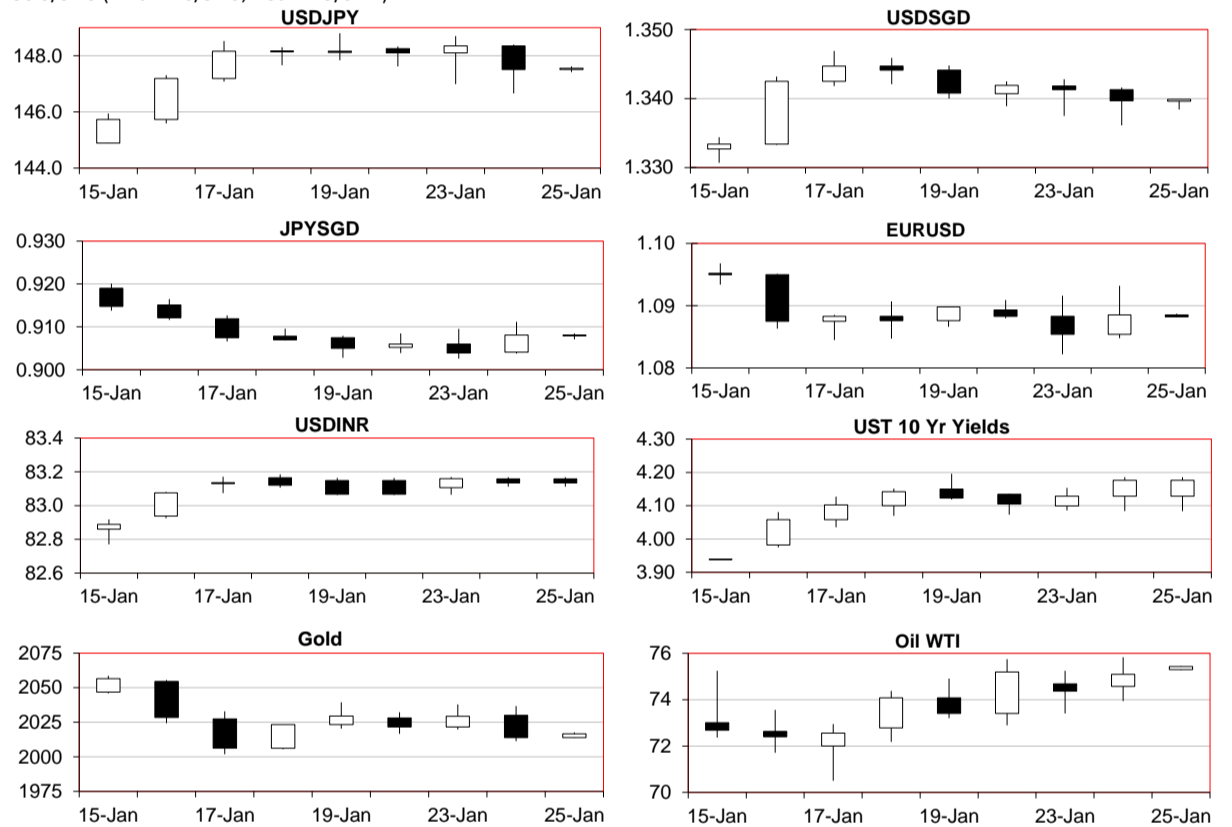 USDJPY
148.0
146.0
144.0
15-Jan 17-Jan 19-Jan 23-Jan 25-Jan
USDSGD
1.350
1.340
1.330
15-Jan 17-Jan 19-Jan 23-Jan 25-Jan
JPYSGD
0.930
0.920
0.910
0.900
15-Jan 17-Jan 19-Jan 23-Jan 25-Jan
EURUSD
1.10
1.09
1.08
15-Jan 17-Jan 19-Jan 23-Jan 25-Jan
USDINR
83.4
83.2
83.0
82.8
82.6
15-Jan 17-Jan 19-Jan 23-Jan 25-Jan
UST 10 Yr Yields
4.30
4.20
4.10
4.00
3.90
15-Jan 17-Jan 19-Jan 23-Jan 25-Jan
Gold
2075
2050
2025
2000
1975
15-Jan 17-Jan 19-Jan 23-Jan 25-Jan
Oil WTI
76
74
72
70
15-Jan 17-Jan 19-Jan 23-Jan 25-Jan